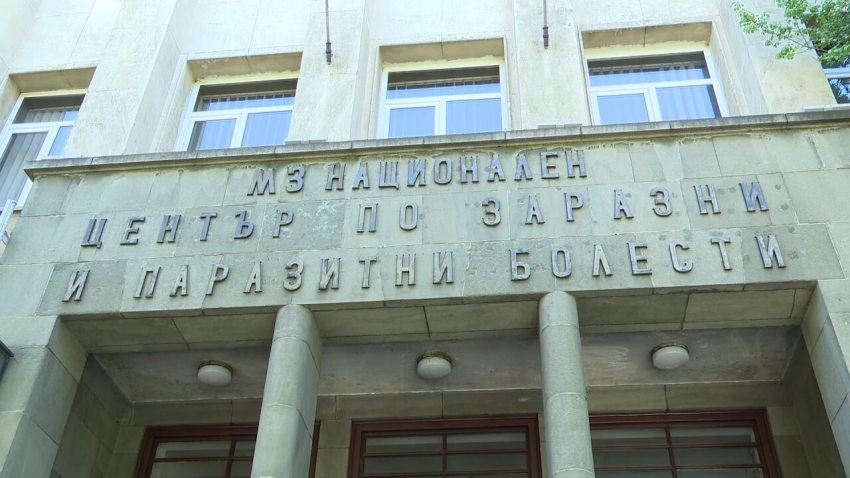 МЗ НАЦИОНАЛЕН
ЦЕНТЪР ПО ЗАРАЗНИ
И ПАРАЗИТНИ БОЛЕСТИ